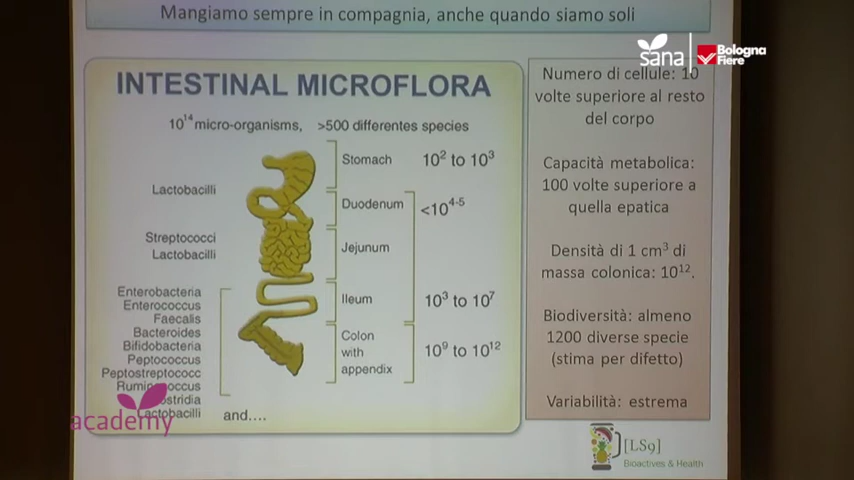 Mangiamo sempre in compagnia, anche quando siamo soli
sana
Bologna
Fiere
INTESTINAL MICROFLORA
10¹⁴ micro-organisms, >500 differentes species
Stomach 10² to 10³
Lactobacilli
Duodenum <10⁴⁻⁵
Streptococci
Lactobacilli
Jejunum
Enterobacteria
Enterococcus
Faecalis
Bacteroides
Bifidobacteria
Peptococcus
Peptostreptococc
Lactobacilli
and....
Ileum 10³ to 10⁷
Colon
with
appendix
10⁹ to 10¹²
Numero di cellule: 10
volte superiore al resto
del corpo
Capacità metabolica:
100 volte superiore a
quella epatica
Densità di 1 cm³ di
massa colonica: 10¹².
Biodiversità: almeno
1200 diverse specie
(stima per difetto)
Variabilità: estrema
academy
[LS9]
Bioactives & Health